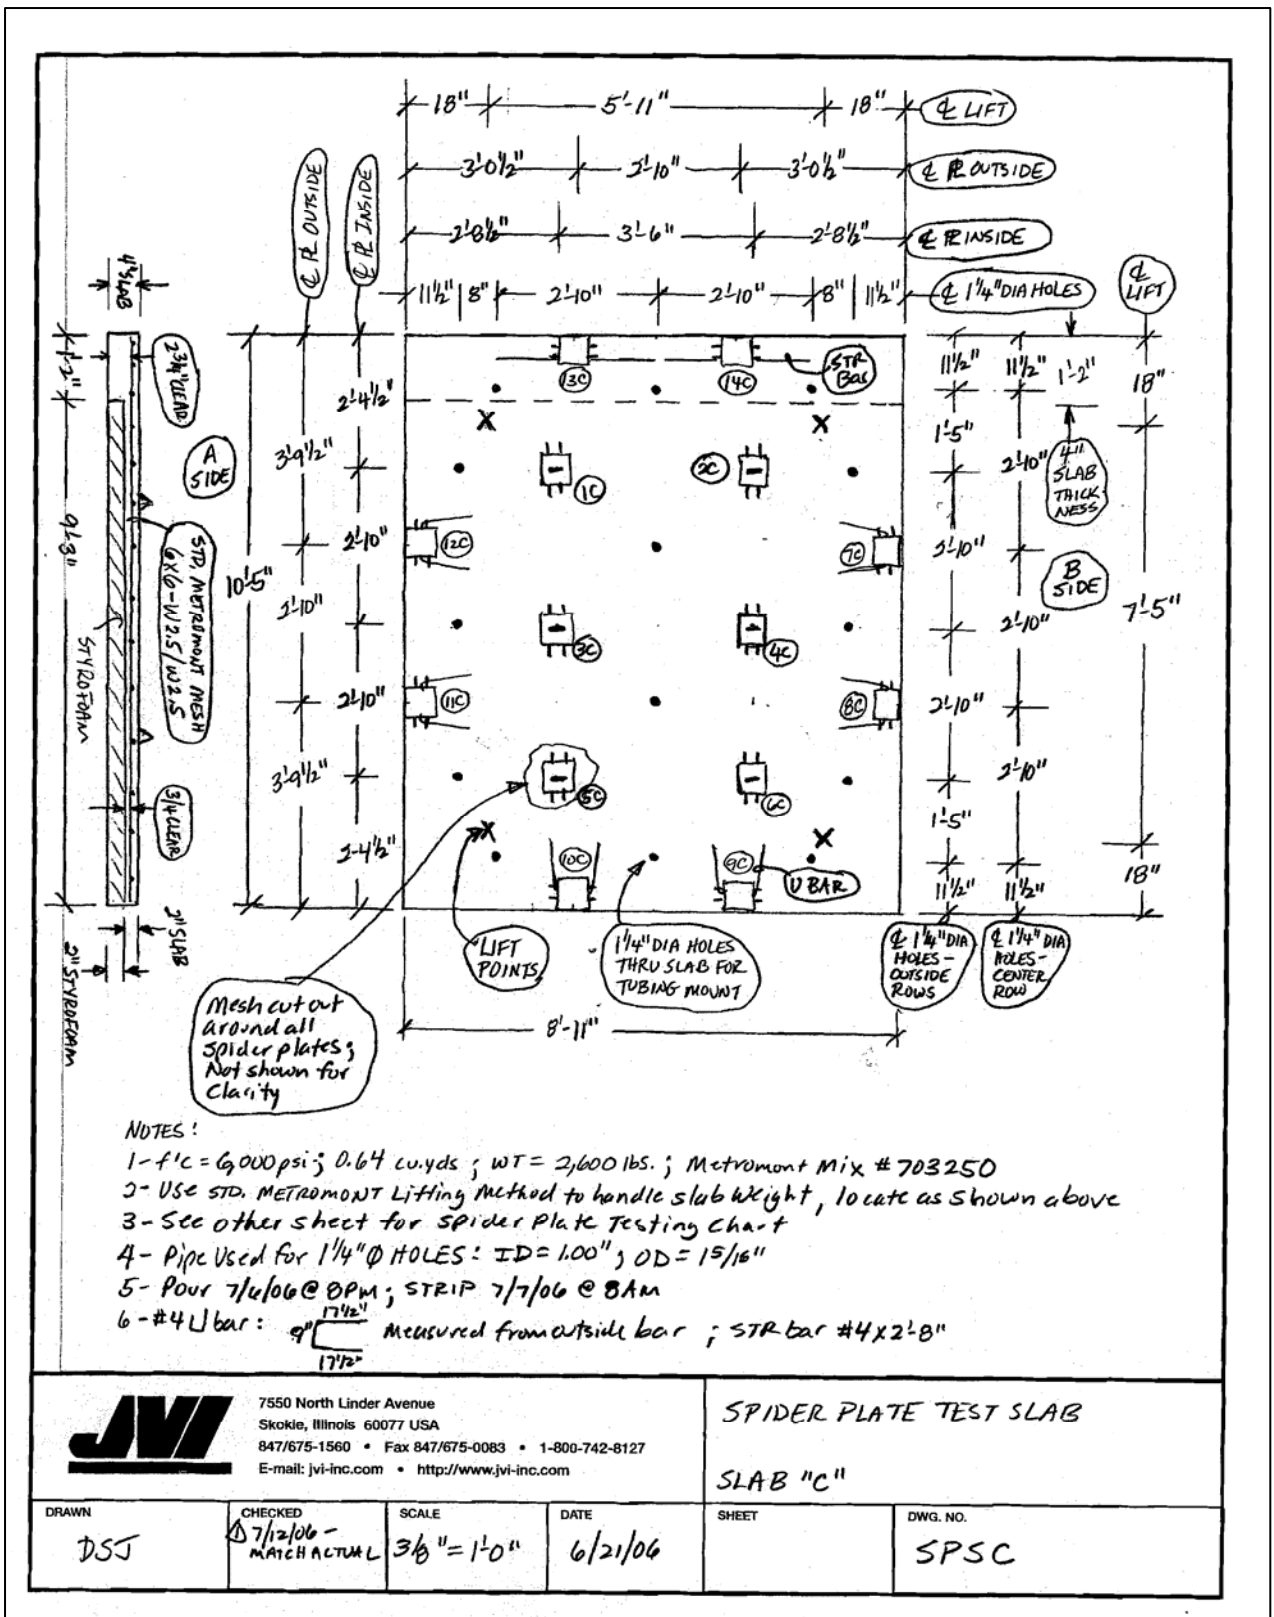 18" 5'-11" 18" ℄ LIFT
3'-0½" 2'-10" 3'-0½" ℄ PL OUTSIDE
2'8½" 3'-6" 2'-8½" ℄ PL INSIDE
11½" 8" 2'-10" 2'-10" 8" 11½" ℄ 1¼" DIA HOLES
℄ PL OUTSIDE
℄ PL INSIDE
℄ LIFT
4" SLAB
1'-2"
2¾" CLEAR
A SIDE
9'-3"
STYROFOAM
STD. METROMONT MESH
6x6-W2.5/W2.5
3/4 CLEAR
2" SLAB
2" STYROFOAM
10'-5"
3'9½"
2'-10"
3'-9½"
2'-4½"
2'-10"
2'-10"
2'-10"
2-4½"
13C
14C
STR Bar
1C
2C
12C
7C
3C
4C
11C
8C
5C
6C
10C
9C
U BAR
11½"
1'-5"
2'-10"
2'-10"
1'-5"
11½"
11½"
2'-10"
2'-10"
2'-10"
11½"
1'-2"
4" SLAB THICK-NESS
B SIDE
18"
7'-5"
18"
LIFT POINTS
1¼" DIA HOLES
THRU SLAB FOR
TUBING MOUNT
℄ 1¼" DIA
HOLES-
OUTSIDE
ROWS
℄ 1¼" DIA
HOLES-
CENTER
ROW
Mesh cut out
around all
spider plates;
Not shown for
Clarity
8'-11"
NOTES:
1-f'c = 6,000psi; 0.64 cu.yds; WT = 2,600 lbs.; Metromont Mix #703250
2- Use STD. METROMONT Lifting Method to handle slab weight, locate as shown above
3-See other sheet for Spider Plate Testing Chart
4- Pipe Used for 1¼"Ø HOLES: ID = 1.00"; OD = 15/16"
5- Pour 7/6/06 @ 8PM; STRIP 7/7/06 @ 8AM
6-#4 U bar: 17½" 9" 17½" Measured from outside bar; STR bar #4x2'-8"
JVI
7550 North Linder Avenue
Skokie, Illinois 60077 USA
847/675-1560 • Fax 847/675-0083 • 1-800-742-8127
E-mail: jvi-inc.com • http://www.jvi-inc.com
SPIDER PLATE TEST SLAB
SLAB "C"
DRAWN
DSJ
CHECKED
1 7/12/06-
MATCH ACTUAL
SCALE
3/8"=1'-0"
DATE
6/21/06
SHEET
DWG. NO.
SPSC